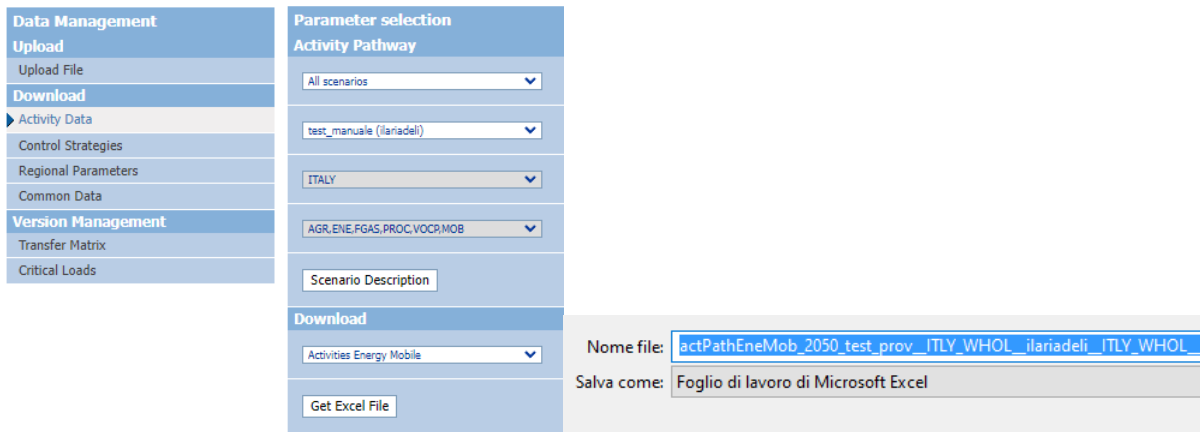 Data Management
Upload
Upload File
Download
Activity Data
Control Strategies
Regional Parameters
Common Data
Version Management
Transfer Matrix
Critical Loads
Parameter selection
Activity Pathway
All scenarios
test_manuale (ilariadeli)
ITALY
AGR,ENE,FGAS,PROC,VOCP,MOB
Scenario Description
Download
Activities Energy Mobile
Get Excel File
Nome file: actPathEneMob_2050_test_prov__ITLY_WHOL__ilariadeli__ITLY_WHOL__
Salva come: Foglio di lavoro di Microsoft Excel